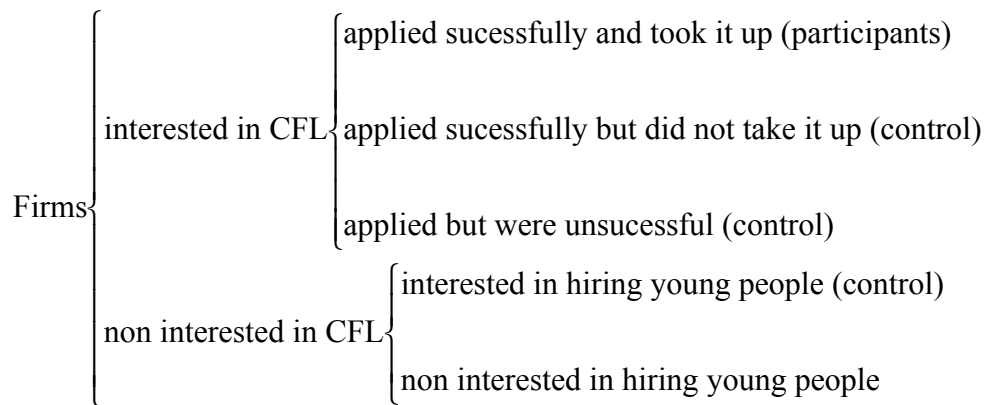 applied sucessfully and took it up (participants)
interested in CFL
applied sucessfully but did not take it up (control)
Firms
applied but were unsucessful (control)
interested in hiring young people (control)
non interested in CFL
non interested in hiring young people